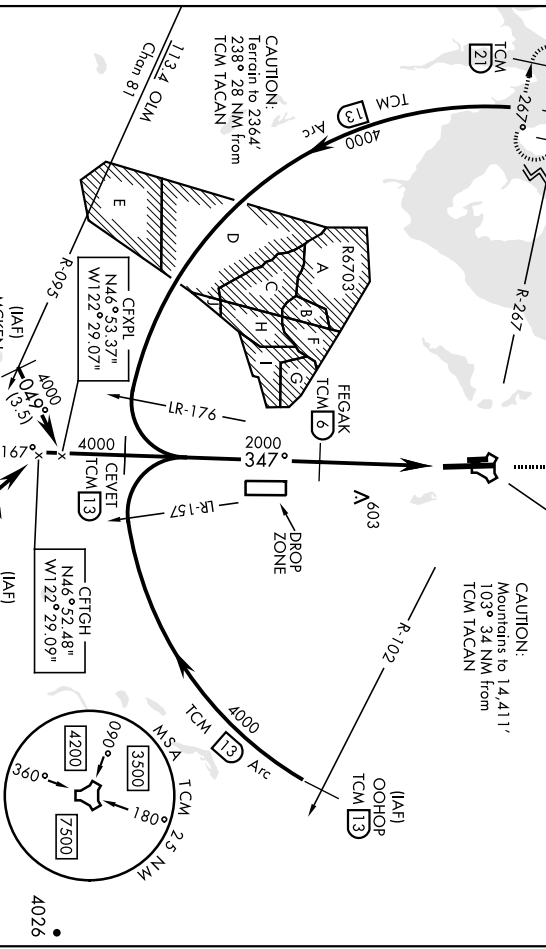 TCM
21
267°
R-267
113.4 OLM
Chan 81
CAUTION:
Terrain to 2364'
238° 28 NM from
TCM TACAN
TCM
13
Arc
4000
E
D
A
R6703
C
B
F
H
I
G
J
CFXPL
N46°53.37"
W122°29.07"
R-095
(IAF)
4000
049°
(3.5)
167°
LR-176
4000
CEVET
TCM 13
2000
347°
FEGAK
TCM 6
LR-157
DROP
ZONE
603
CAUTION:
Mountains to 14,411'
103° 34 NM from
TCM TACAN
R-102
CFTGH
N46°52.48"
W122°29.09"
(IAF)
4000
TCM 13 Arc
(IAF)
OOHOP
TCM 13
MSA TCM 25 NM
090°
3500
4200
360°
180°
7500
4026